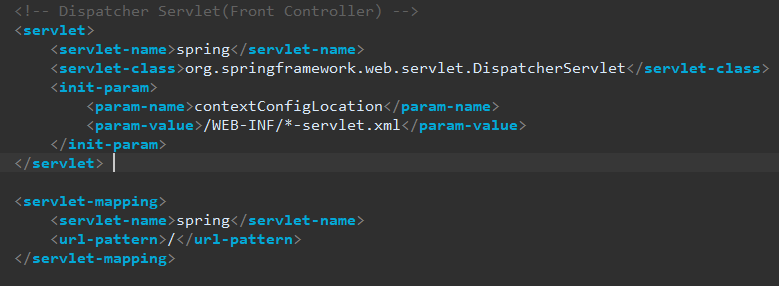 <!-- Dispatcher Servlet(Front Controller) -->
<servlet>
<servlet-name>spring</servlet-name>
<servlet-class>org.springframework.web.servlet.DispatcherServlet</servlet-class>
<init-param>
<param-name>contextConfigLocation</param-name>
<param-value>/WEB-INF/*-servlet.xml</param-value>
</init-param>
</servlet>
<servlet-mapping>
<servlet-name>spring</servlet-name>
<url-pattern>/</url-pattern>
</servlet-mapping>